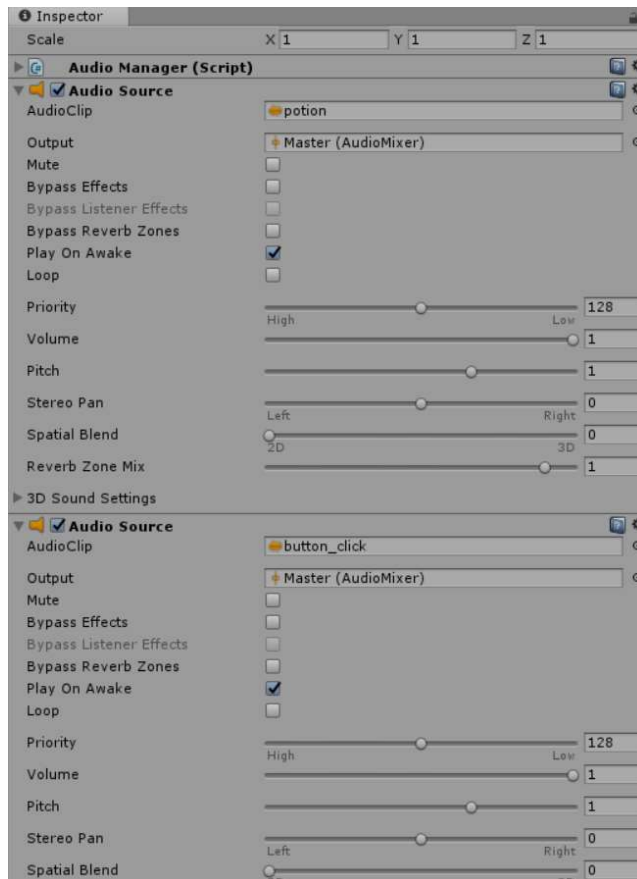 Inspector
Scale X 1 Y 1 Z 1
Audio Manager (Script)
Audio Source
AudioClip potion
Output Master (AudioMixer)
Mute
Bypass Effects
Bypass Listener Effects
Bypass Reverb Zones
Play On Awake
Loop
Priority 128
High Low
Volume 1
Pitch 1
Stereo Pan 0
Left Right
Spatial Blend 0
2D 3D
Reverb Zone Mix 1
3D Sound Settings
Audio Source
AudioClip button_click
Output Master (AudioMixer)
Mute
Bypass Effects
Bypass Listener Effects
Bypass Reverb Zones
Play On Awake
Loop
Priority 128
High Low
Volume 1
Pitch 1
Stereo Pan 0
Left Right
Spatial Blend 0